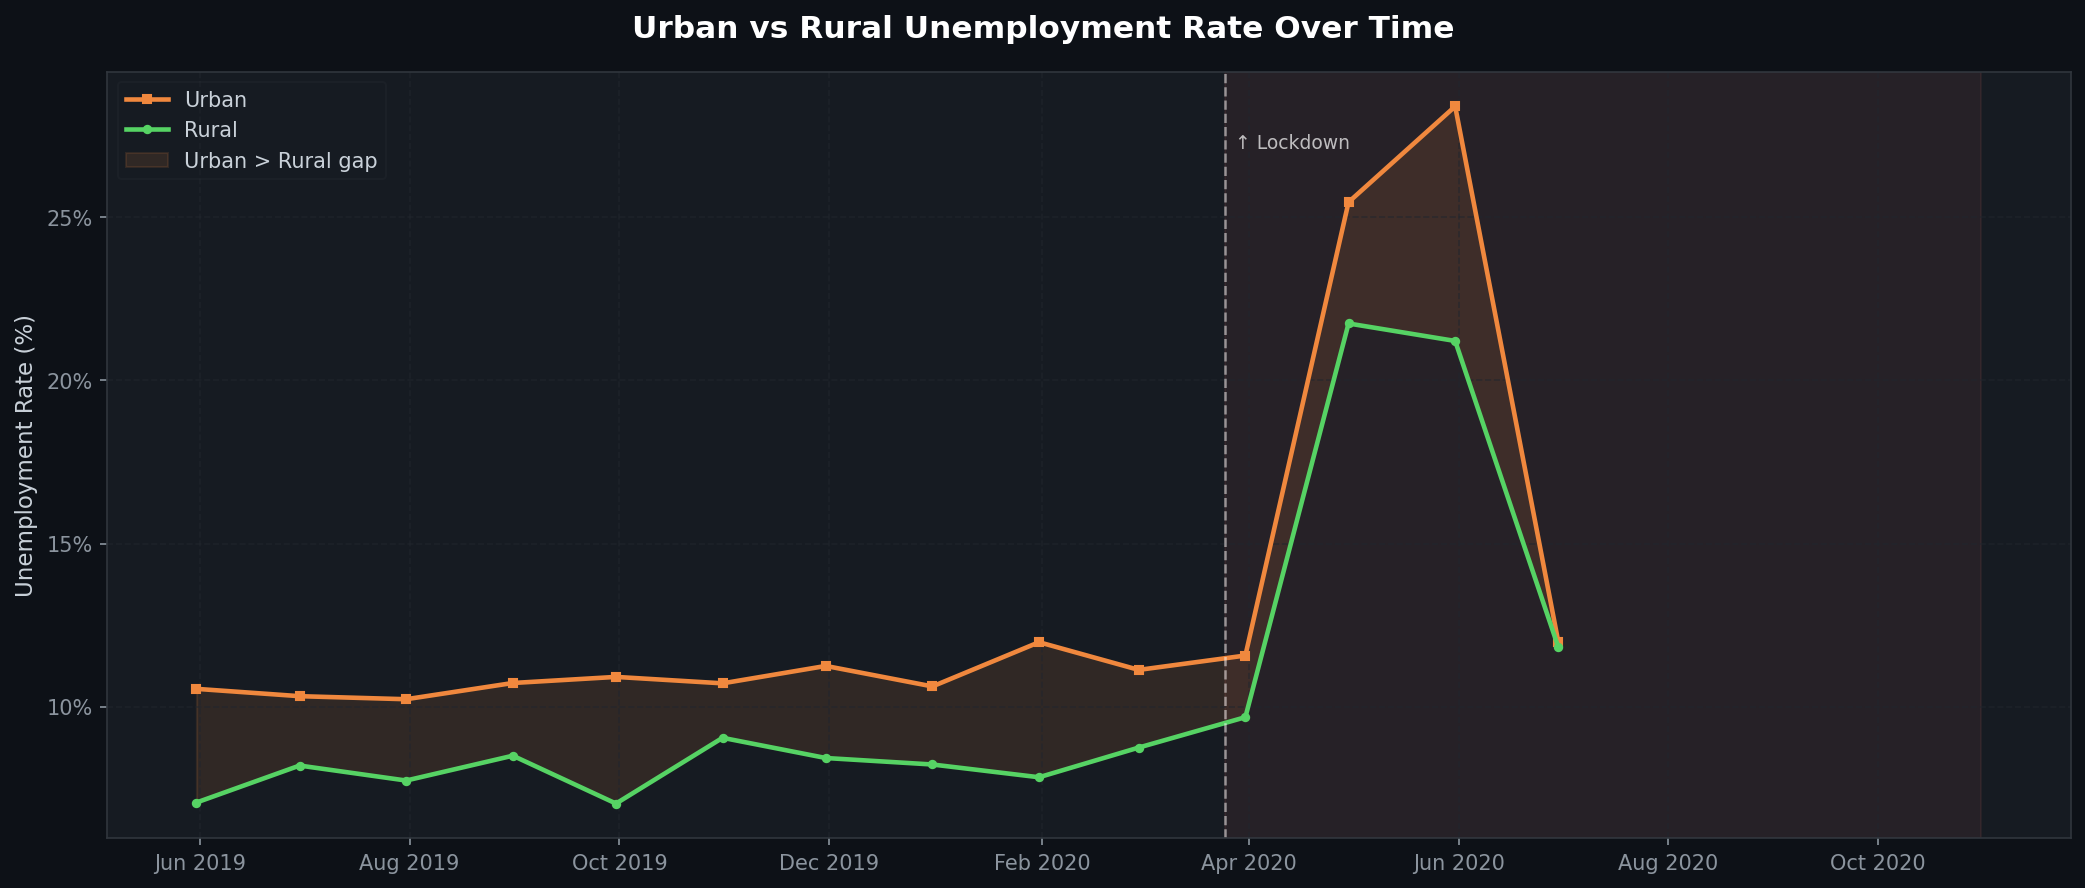 Urban vs Rural Unemployment Rate Over Time
Urban
Rural
Urban > Rural gap
↑ Lockdown
Unemployment Rate (%)
25%
20%
15%
10%
Jun 2019
Aug 2019
Oct 2019
Dec 2019
Feb 2020
Apr 2020
Jun 2020
Aug 2020
Oct 2020